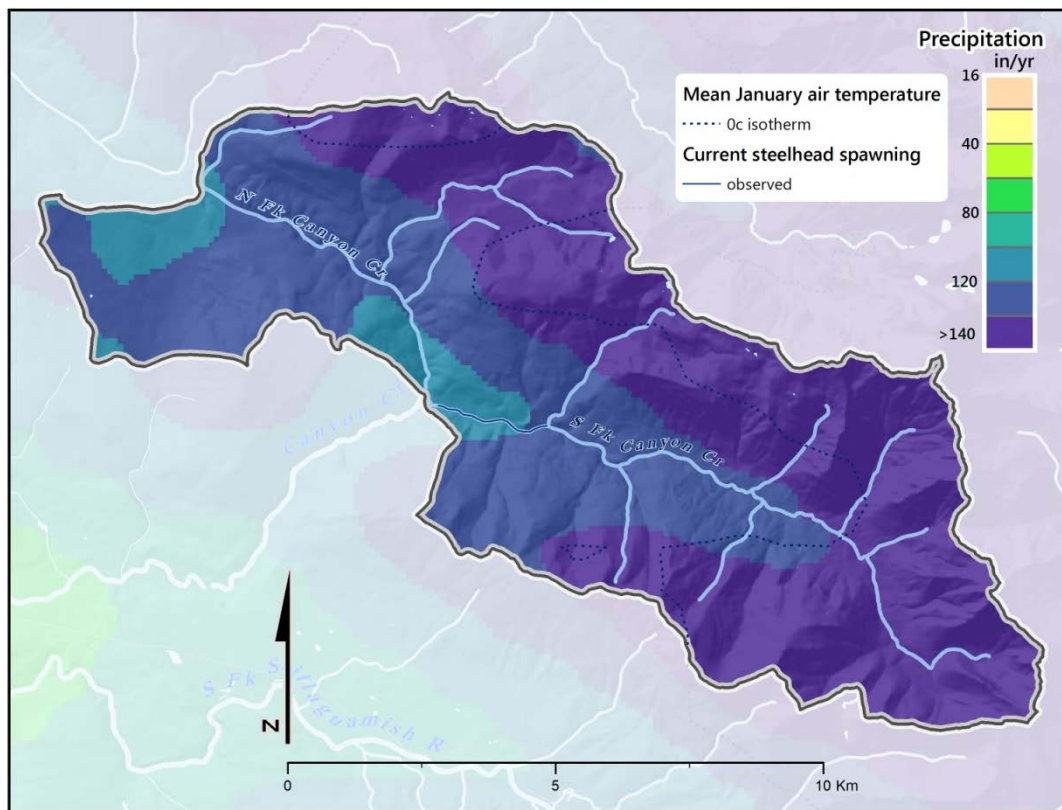 Precipitation
in/yr
16
40
80
120
>140
Mean January air temperature
0c isotherm
Current steelhead spawning
observed
N Fk Canyon Cr
S Fk Canyon Cr
Canyon Cr
S Fk Stillaguamish R
N
0 5 10 Km